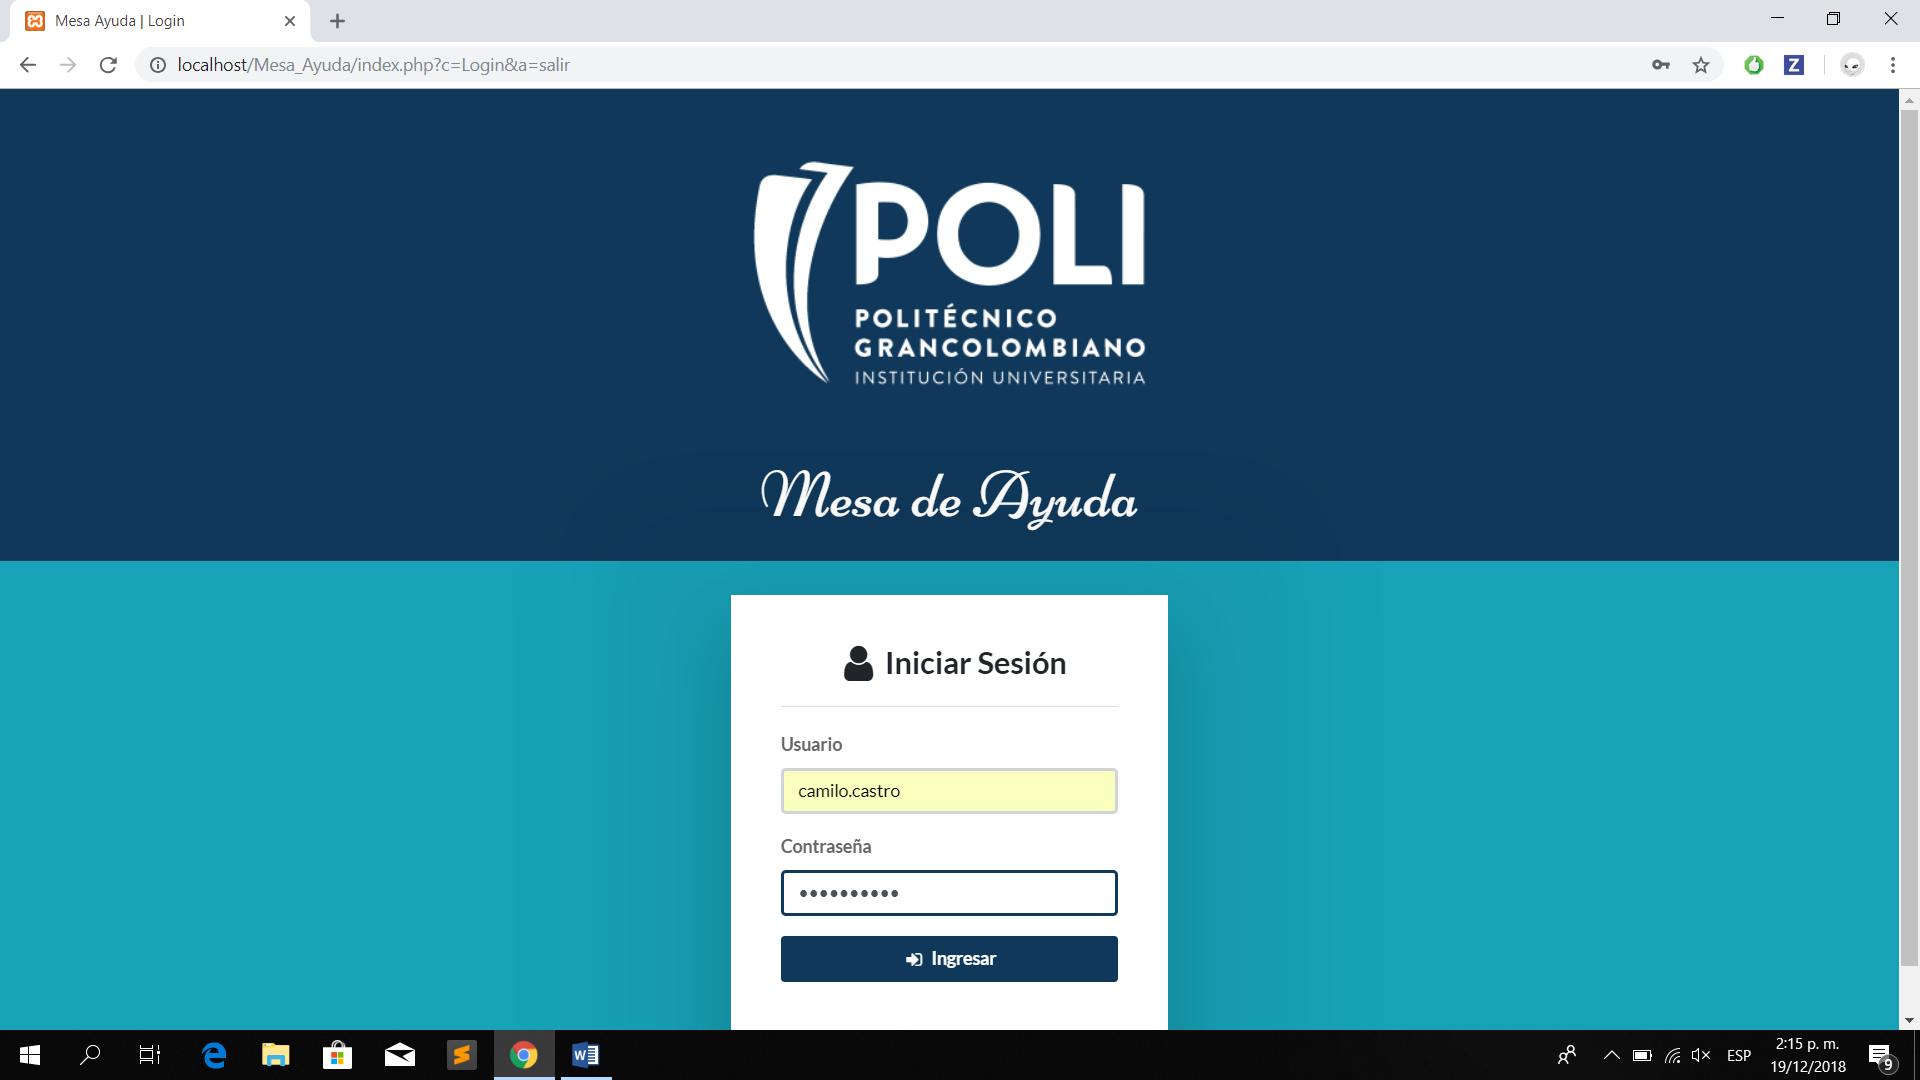 Mesa Ayuda | Login
localhost/Mesa_Ayuda/index.php?c=Login&a=salir
Z
POLI
POLITÉCNICO
GRANCOLOMBIANO
INSTITUCIÓN UNIVERSITARIA
Mesa de Ayuda
Iniciar Sesión
Usuario
camilo.castro
Contraseña
••••••••••
Ingresar
ESP
2:15 p. m.
19/12/2018
9